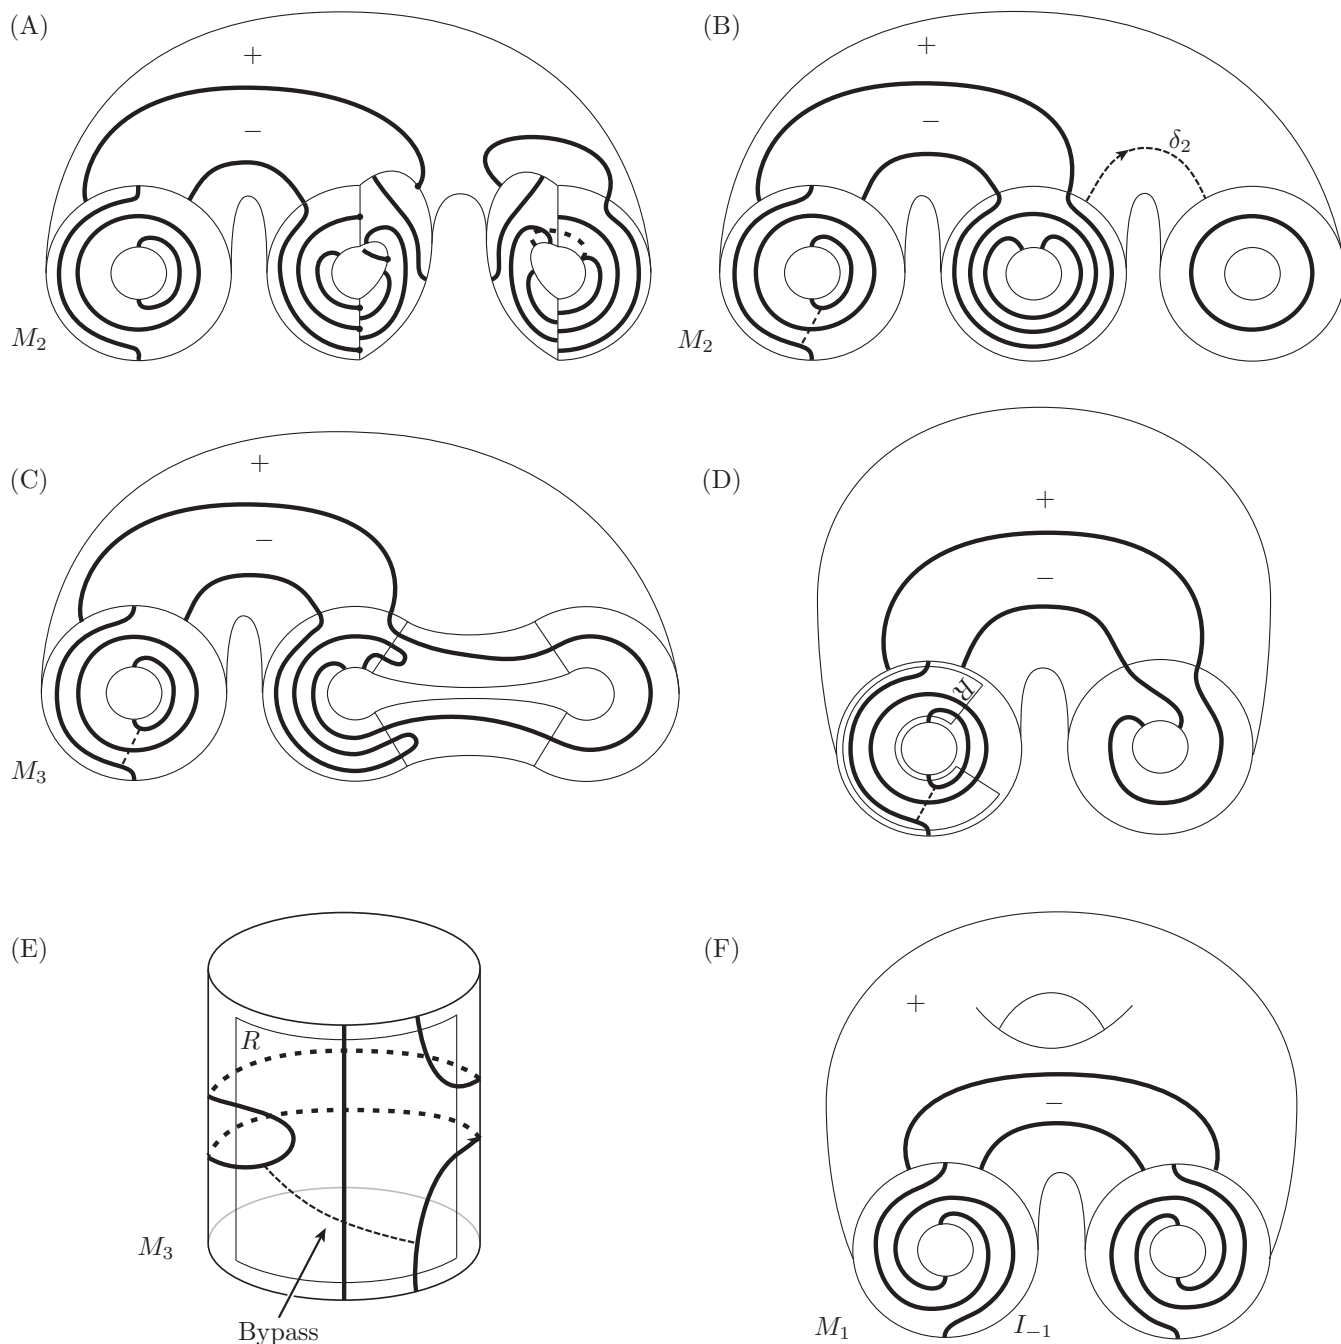 (A)
+
−
M₂
(B)
+
−
δ₂
M₂
(C)
+
−
M₃
(D)
+
−
R
(E)
R
M₃
Bypass
(F)
+
−
M₁
I₋₁